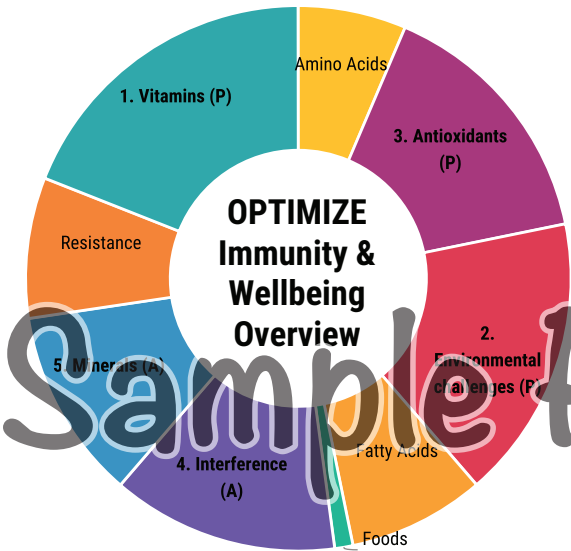 Amino Acids
1. Vitamins (P)
3. Antioxidants
(P)
OPTIMIZE
Immunity &
Wellbeing
Overview
Resistance
2.
Environmental
challenges (P)
5. Minerals (A)
Fatty Acids
4. Interference
(A)
Foods
Sample